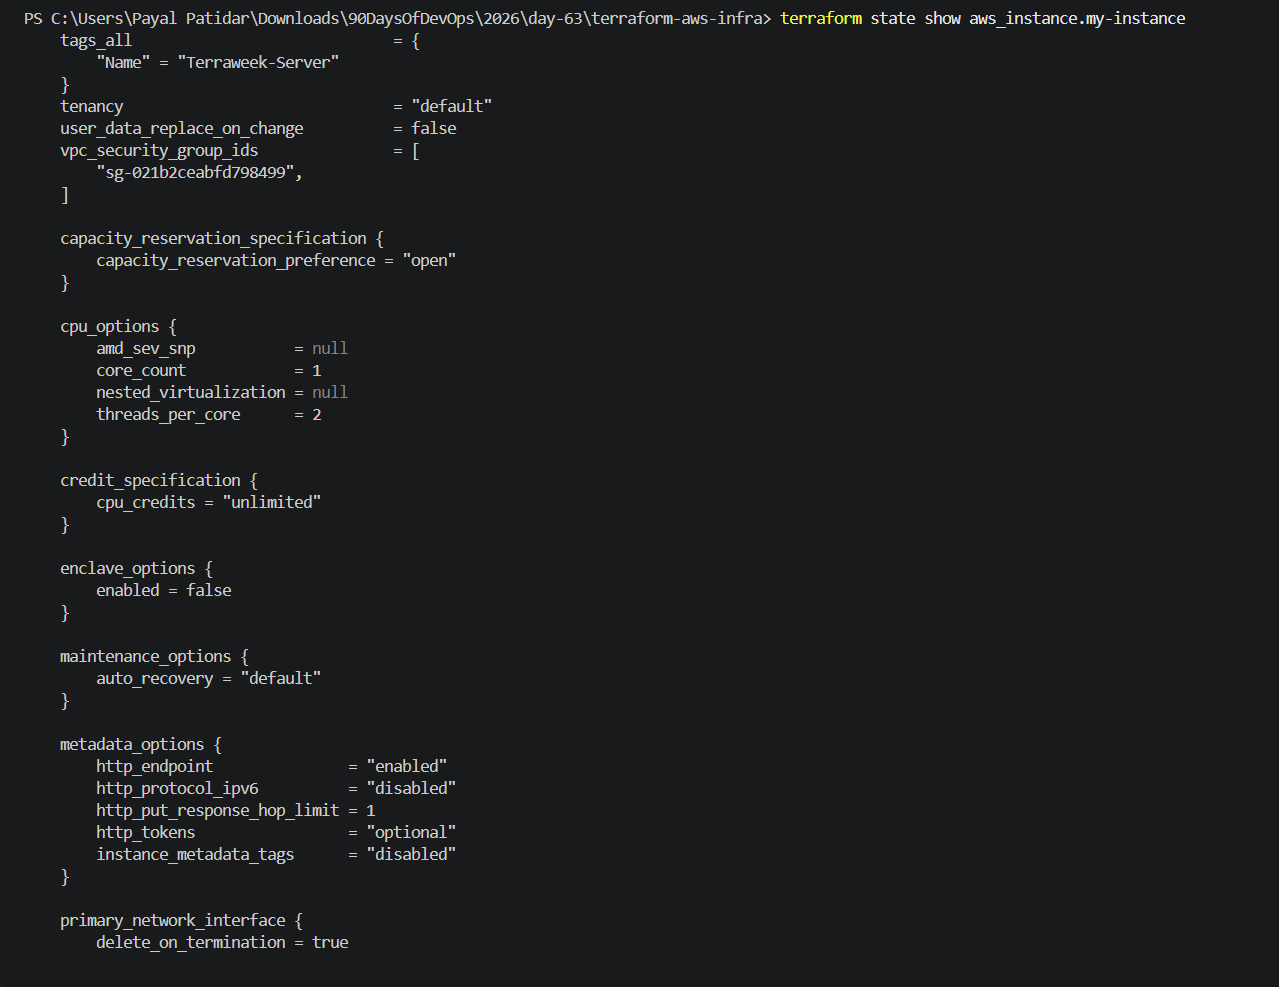 PS C:\Users\Payal Patidar\Downloads\90DaysOfDevOps\2026\day-63\terraform-aws-infra> terraform state show aws_instance.my-instance
    tags_all                             = {
        "Name" = "Terraweek-Server"
    }
    tenancy                              = "default"
    user_data_replace_on_change          = false
    vpc_security_group_ids               = [
        "sg-021b2ceabfd798499",
    ]

    capacity_reservation_specification {
        capacity_reservation_preference = "open"
    }

    cpu_options {
        amd_sev_snp           = null
        core_count            = 1
        nested_virtualization = null
        threads_per_core      = 2
    }

    credit_specification {
        cpu_credits = "unlimited"
    }

    enclave_options {
        enabled = false
    }

    maintenance_options {
        auto_recovery = "default"
    }

    metadata_options {
        http_endpoint               = "enabled"
        http_protocol_ipv6          = "disabled"
        http_put_response_hop_limit = 1
        http_tokens                 = "optional"
        instance_metadata_tags      = "disabled"
    }

    primary_network_interface {
        delete_on_termination = true